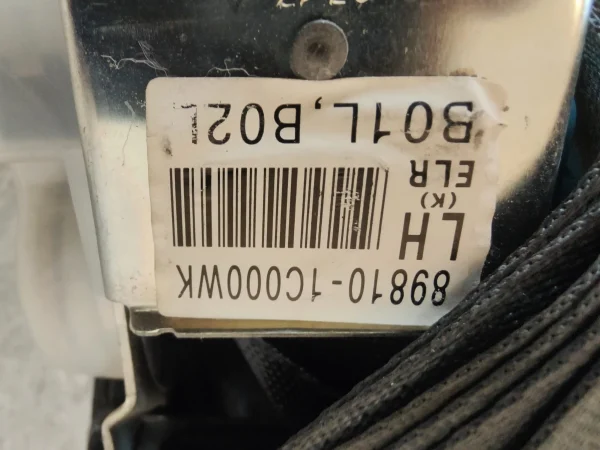 89810-1C000WK
LH
(K)
ELR
B01L, B02L